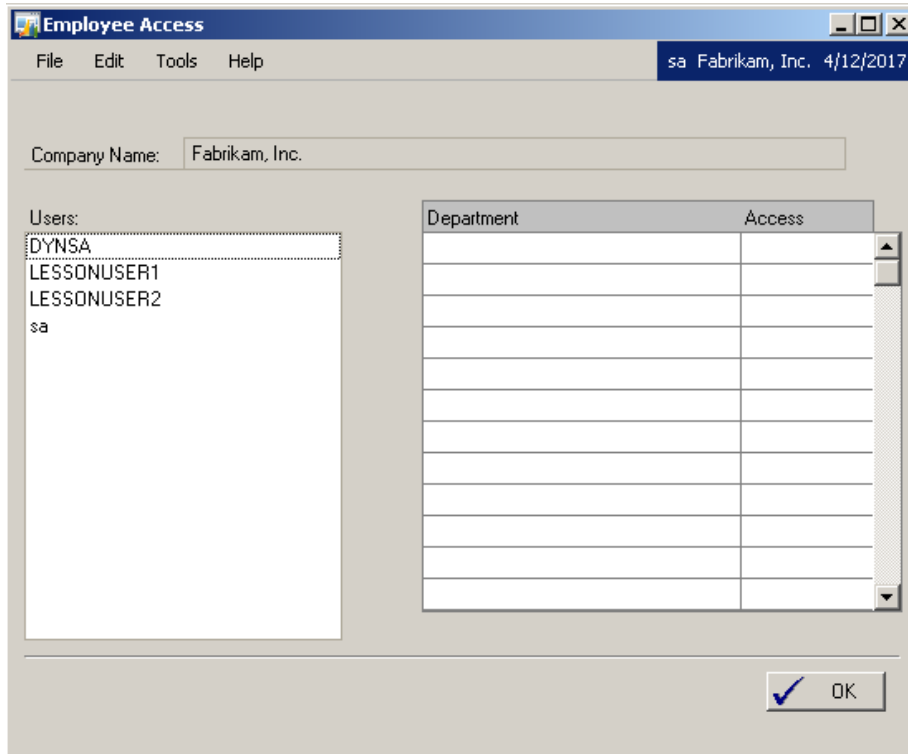 Employee Access
File Edit Tools Help sa Fabrikam, Inc. 4/12/2017
Company Name: Fabrikam, Inc.
Users:
DYNSA
LESSONUSER1
LESSONUSER2
sa
Department Access
OK